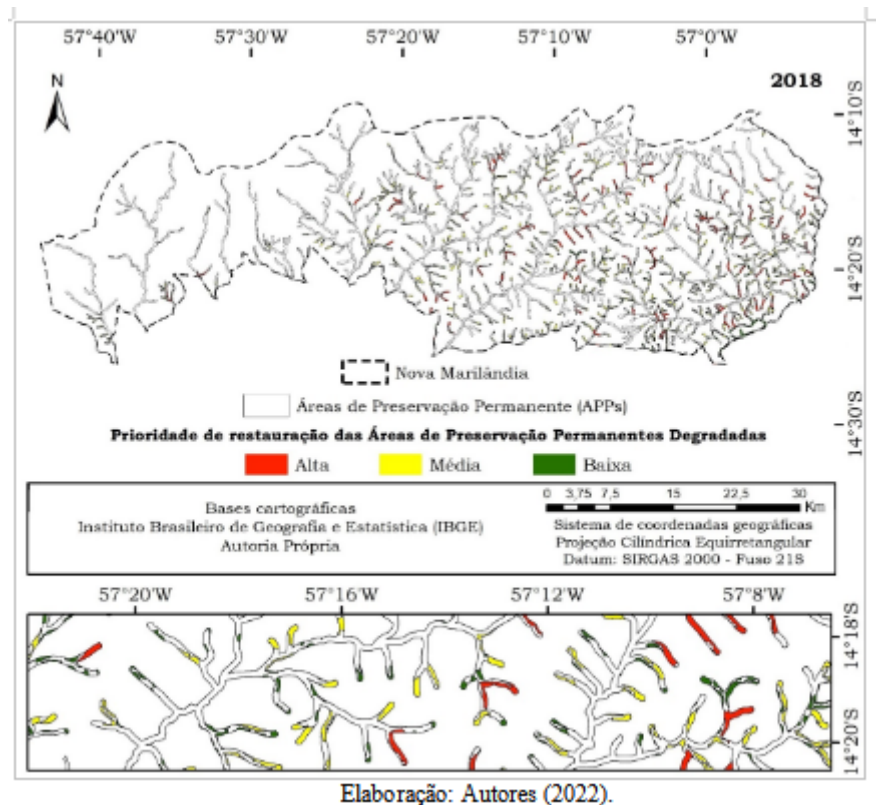 57°40'W 57°30'W 57°20'W 57°10'W 57°0'W
N
2018
14°10'S
14°20'S
14°30'S
Nova Marilândia
Áreas de Preservação Permanente (APPs)
Prioridade de restauração das Áreas de Preservação Permanentes Degradadas
Alta Média Baixa
Bases cartográficas
Instituto Brasileiro de Geografia e Estatística (IBGE)
Autoria Própria
0 3,75 7,5 15 22,5 30
Km
Sistema de coordenadas geográficas
Projeção Cilíndrica Equirretangular
Datum: SIRGAS 2000 - Fuso 21S
57°20'W 57°16'W 57°12'W 57°8'W
14°18'S
14°20'S
Elaboração: Autores (2022).